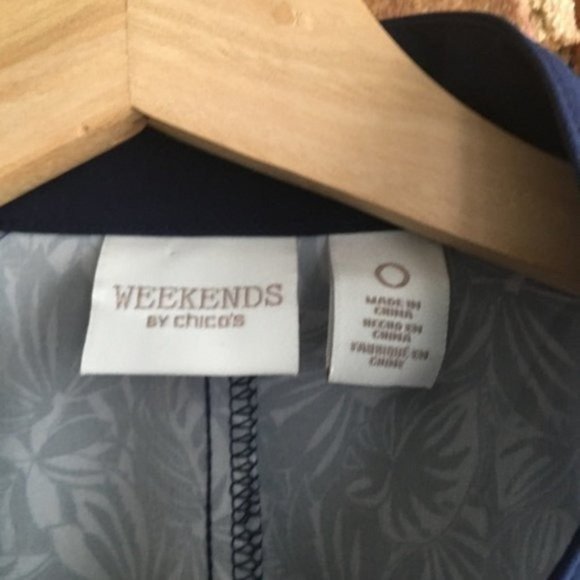 WEEKENDS
BY chico's
0
MADE IN
CHINA
HECHO EN
CHINA
FABRIQUÉ EN
CHINE